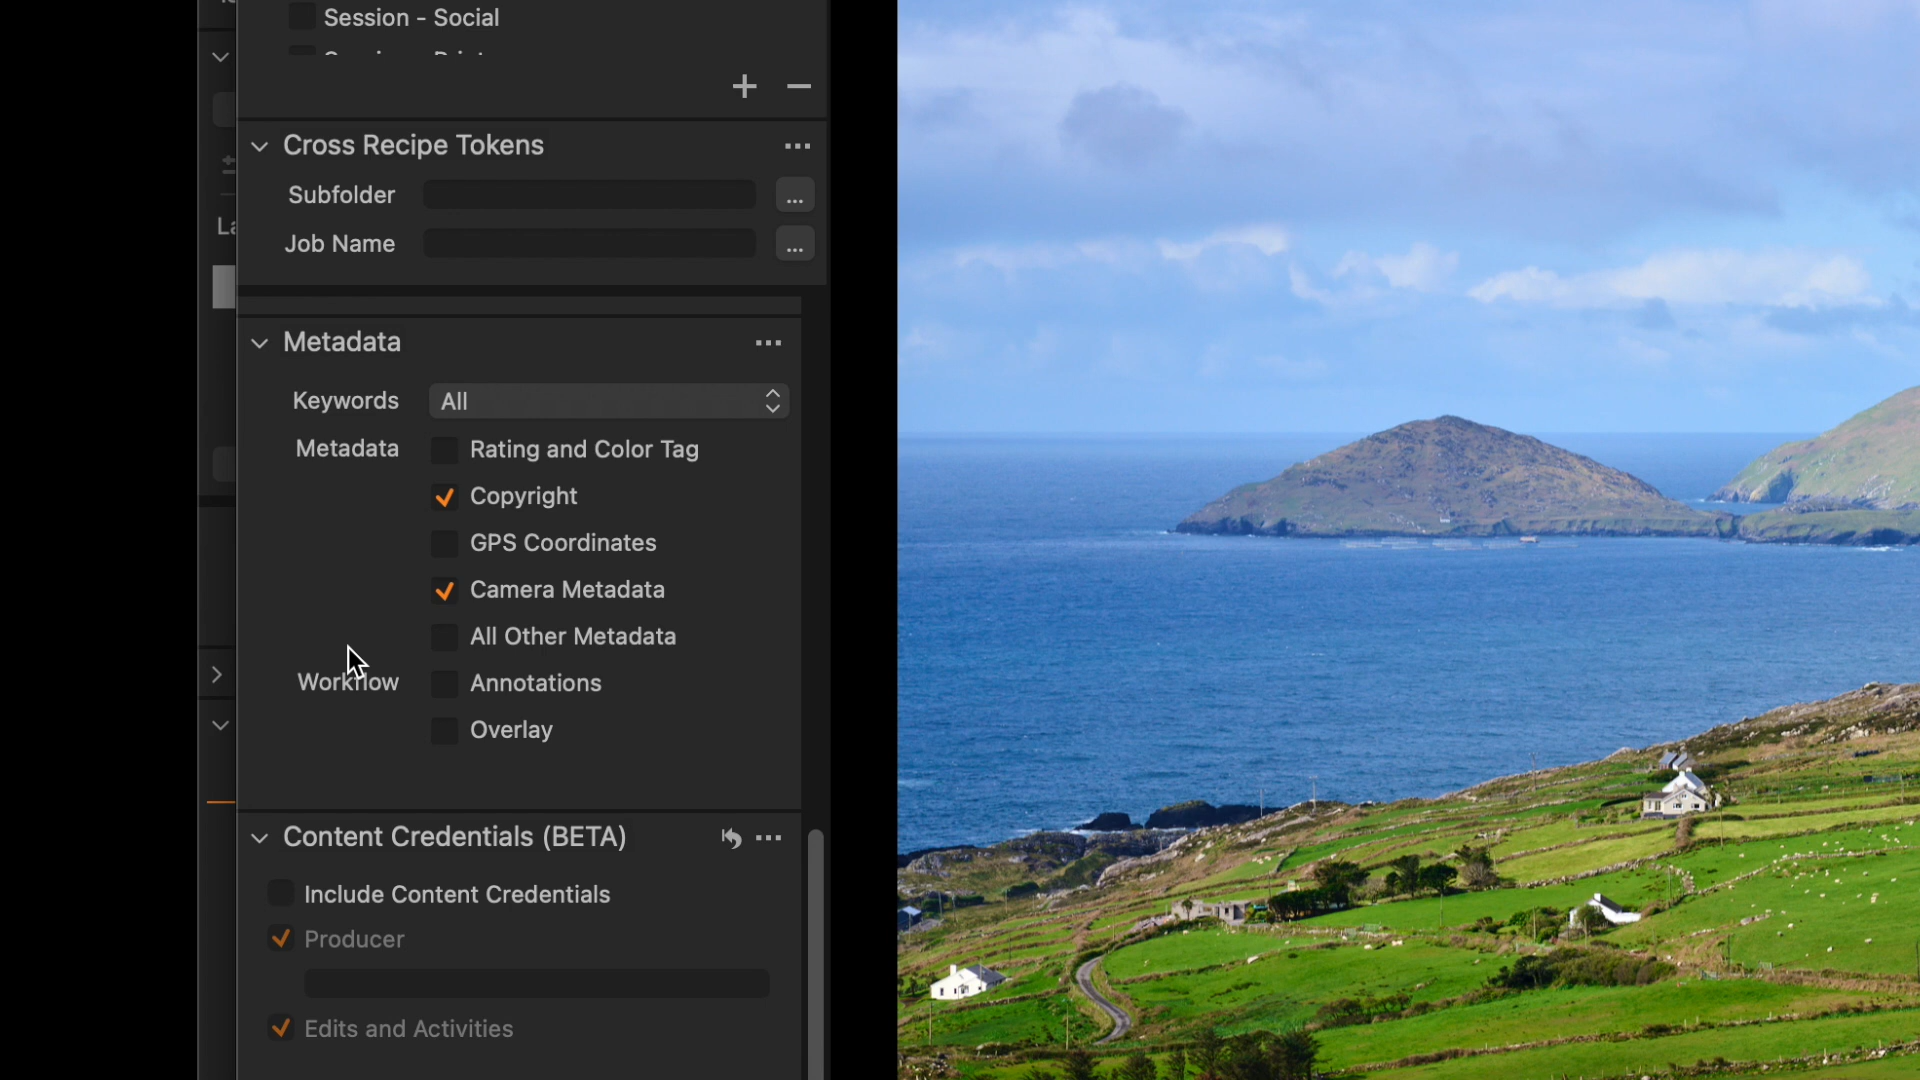 Session - Social
Cross Recipe Tokens
Subfolder
...
Job Name
...
Metadata
Keywords All
Metadata Rating and Color Tag
Copyright
GPS Coordinates
Camera Metadata
All Other Metadata
Workflow Annotations
Overlay
Content Credentials (BETA)
Include Content Credentials
Producer
Edits and Activities